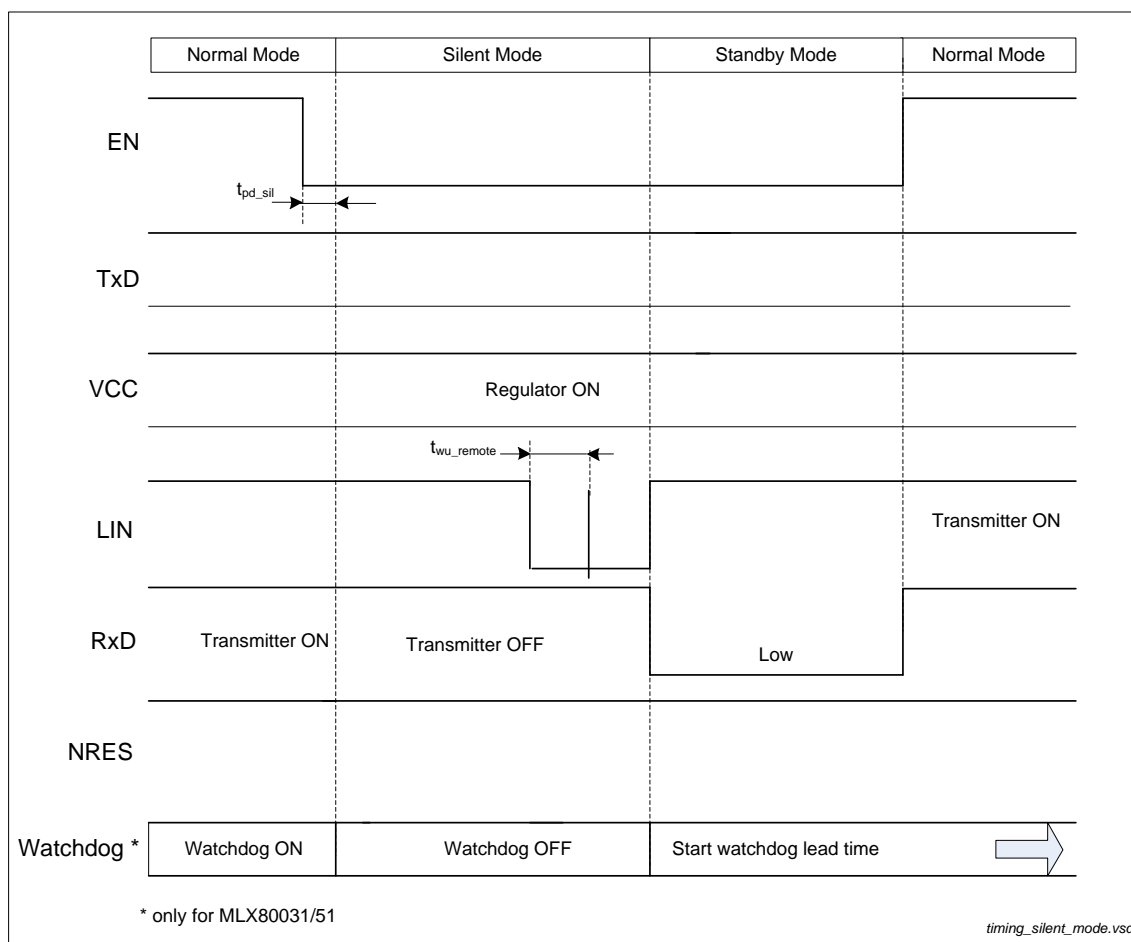 Normal Mode Silent Mode Standby Mode Normal Mode
EN
tpd_sil
TxD
VCC
Regulator ON
twu_remote
LIN
Transmitter ON
RxD
Transmitter ON Transmitter OFF
Low
NRES
Watchdog * Watchdog ON Watchdog OFF Start watchdog lead time
* only for MLX80031/51
timing_silent_mode.vsd